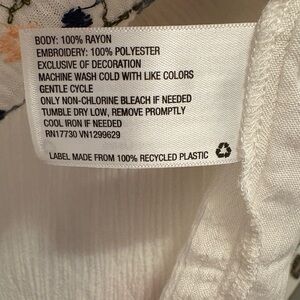 BODY: 100% RAYON
EMBROIDERY: 100% POLYESTER
EXCLUSIVE OF DECORATION
MACHINE WASH COLD WITH LIKE COLORS
GENTLE CYCLE
ONLY NON-CHLORINE BLEACH IF NEEDED
TUMBLE DRY LOW, REMOVE PROMPTLY
COOL IRON IF NEEDED
RN17730 VN1299629
LABEL MADE FROM 100% RECYCLED PLASTIC